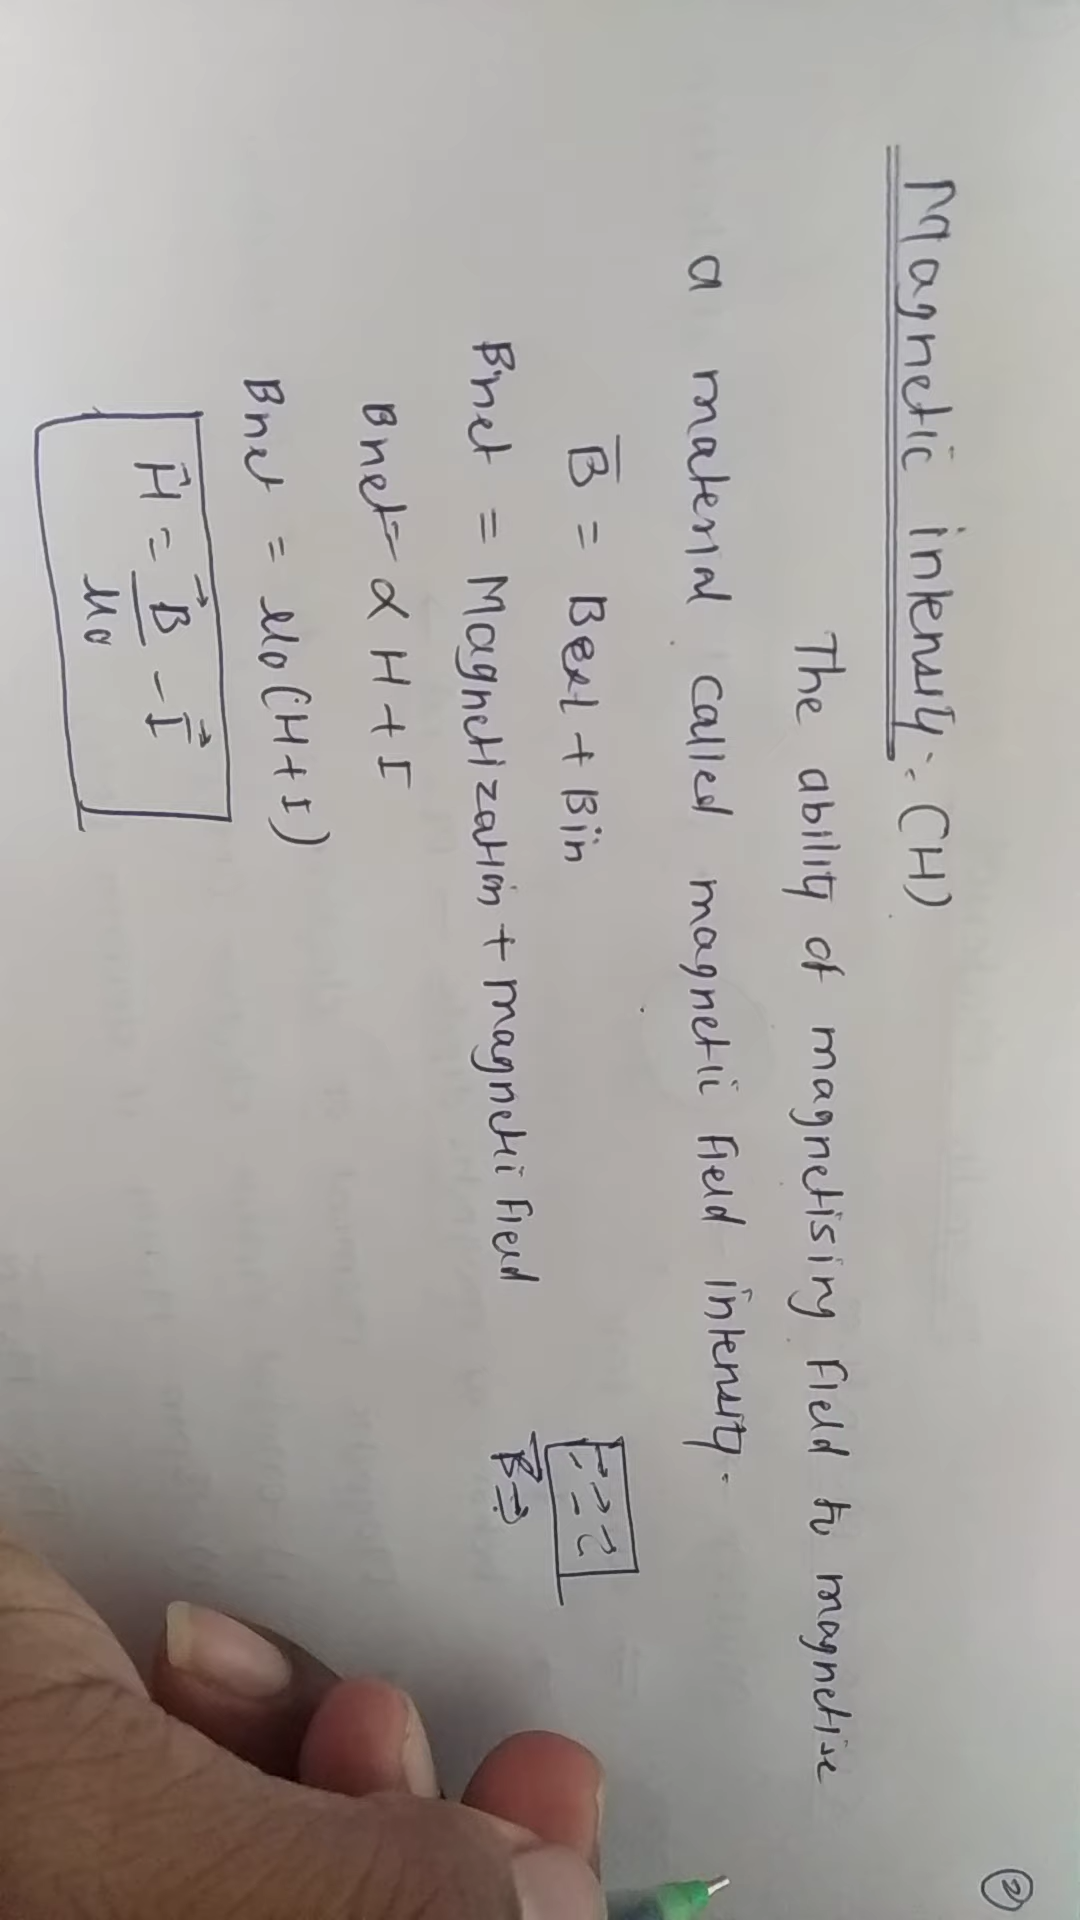 ②
Magnetic intensity :- (H)
The ability of magnetising field to magnetise
a material called magnetic field intensity.
B̅ = Bext + Bin
Bnet = Magnetization + magnetic field
Bnet ∝ H + I
Bnet = μ₀(H + I)
H⃗ = B⃗/μ₀ - I⃗
B⃗